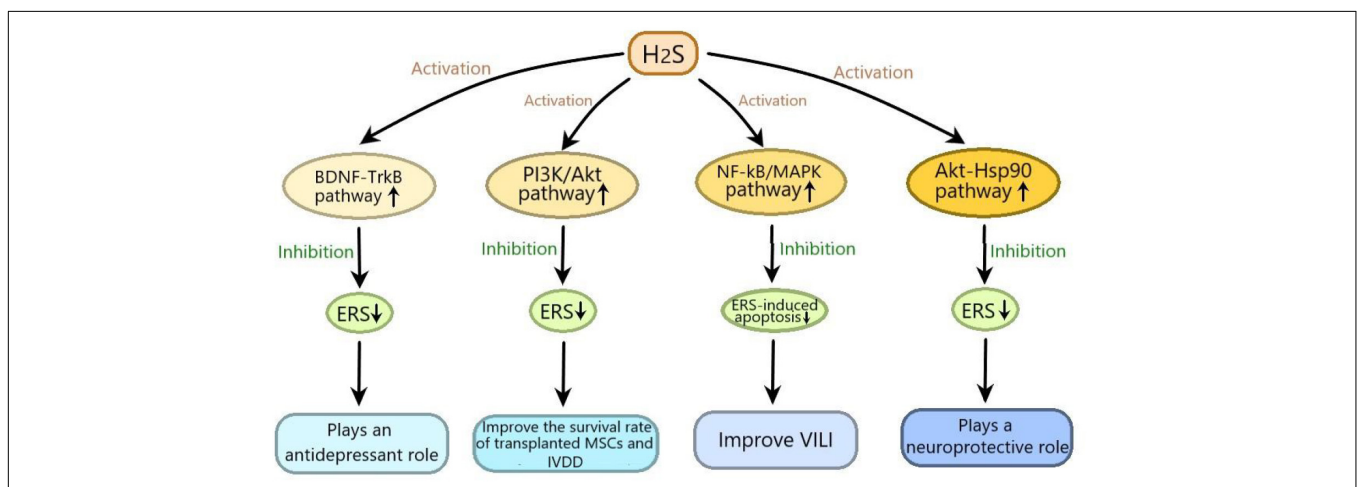 H2S
Activation
Activation
Activation
Activation
BDNF-TrkB
pathway ↑
PI3K/Akt
pathway ↑
NF-kB/MAPK
pathway ↑
Akt-Hsp90
pathway ↑
Inhibition
Inhibition
Inhibition
Inhibition
ERS↓
ERS↓
ERS-induced
apoptosis↓
ERS↓
Plays an
antidepressant role
Improve the survival rate
of transplanted MSCs and
IVDD
Improve VILI
Plays a
neuroprotective role